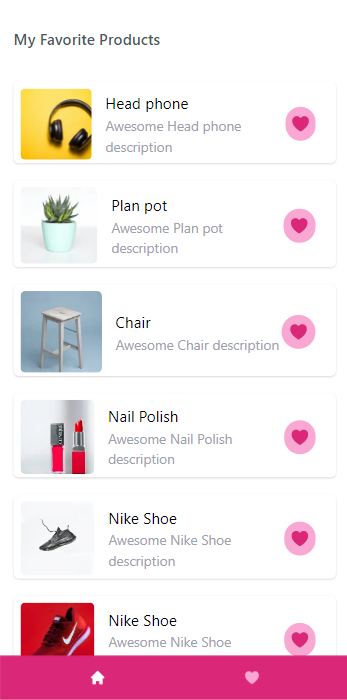 My Favorite Products
Head phone
Awesome Head phone
description
Plan pot
Awesome Plan pot
description
Chair
Awesome Chair description
Nail Polish
Awesome Nail Polish
description
Nike Shoe
Awesome Nike Shoe
description
Nike Shoe
Awesome Nike Shoe